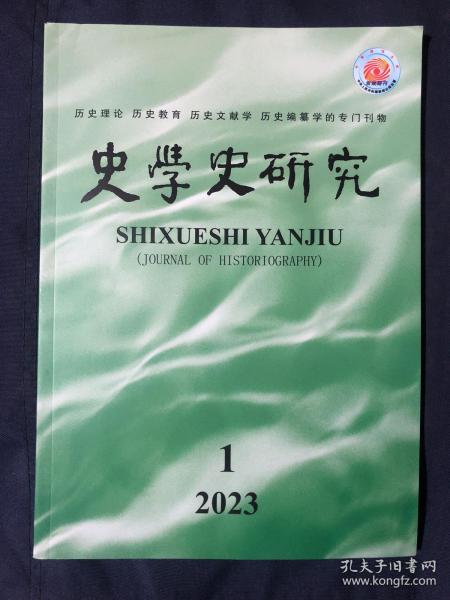 历史理论 历史教育 历史文献学 历史编纂学的专门刊物
史學史研究
SHIXUESHI YANJIU
(JOURNAL OF HISTORIOGRAPHY)
1
2023
孔夫子旧书网
www.kongfz.com